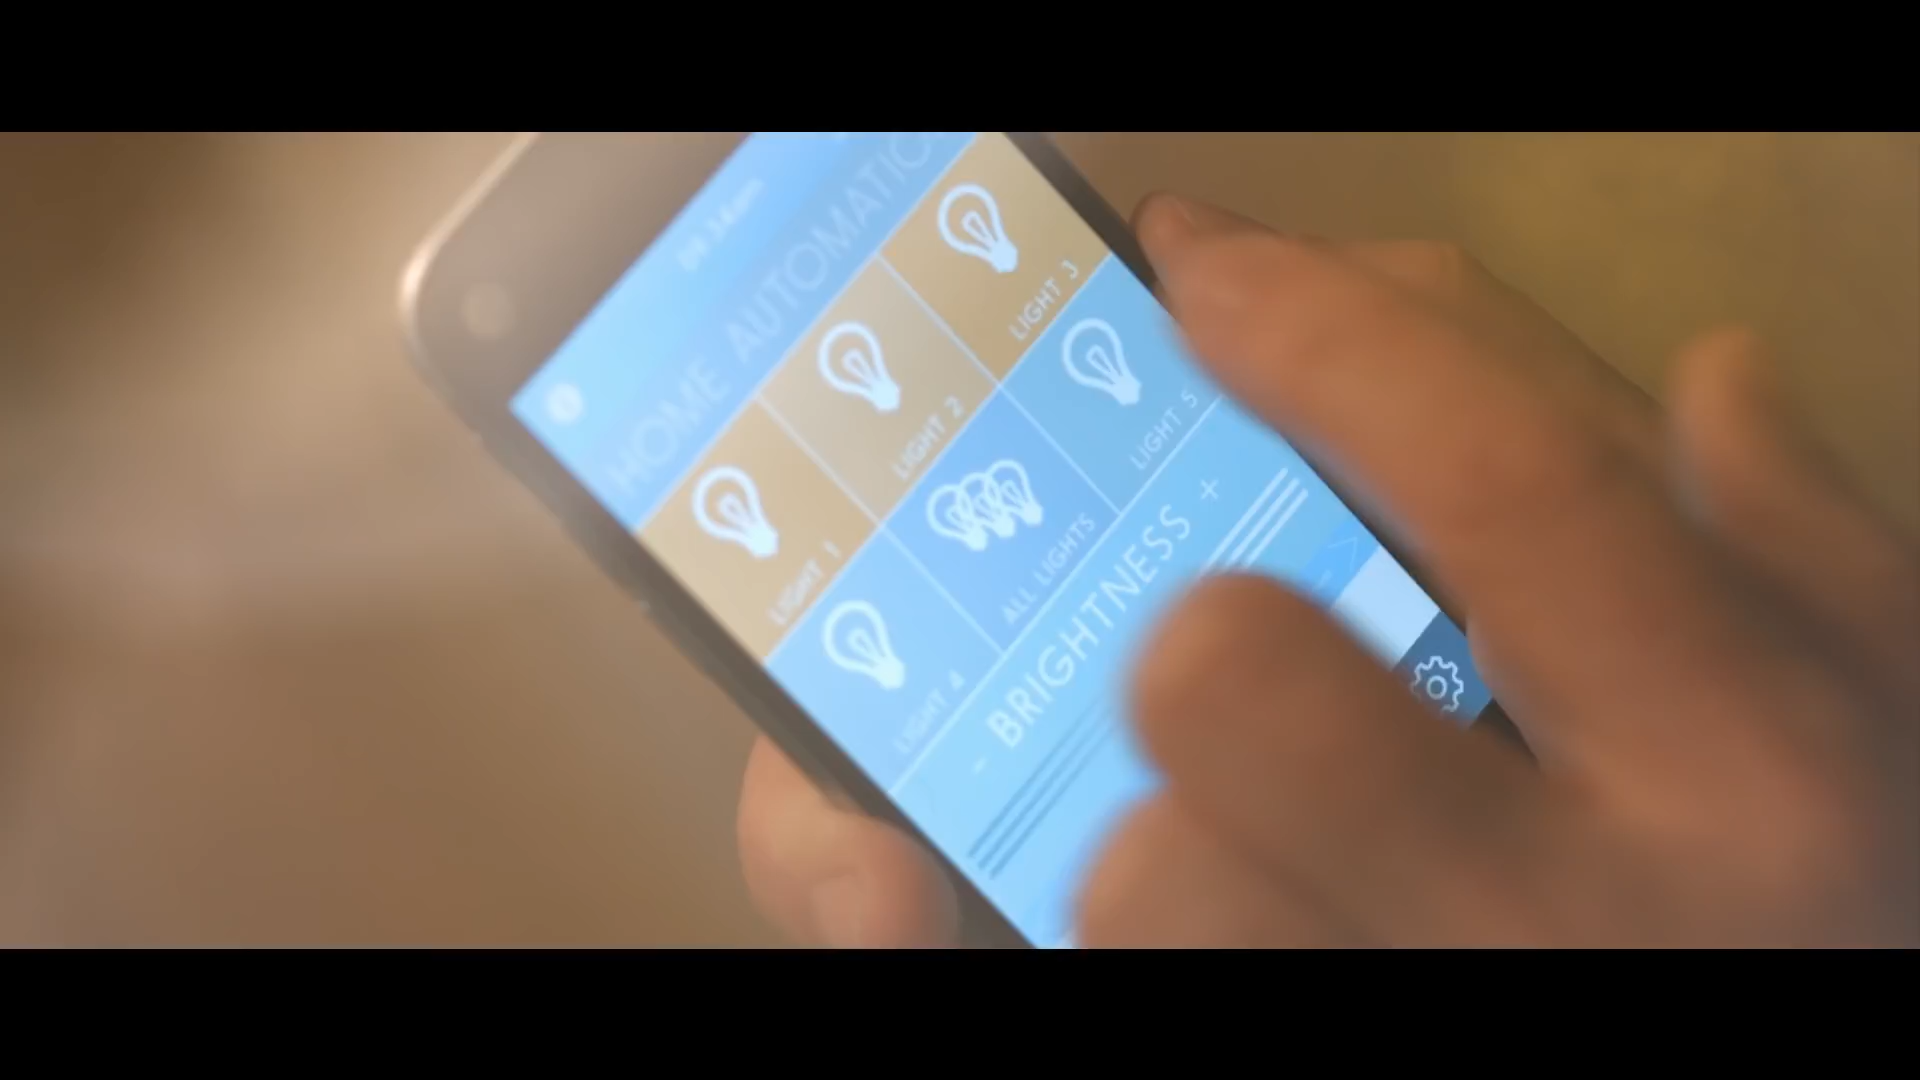 HOME AUTOMATIO
LIGHT 1
LIGHT 2
LIGHT 3
LIGHT 4
ALL LIGHTS
LIGHT 5
- BRIGHTNESS +